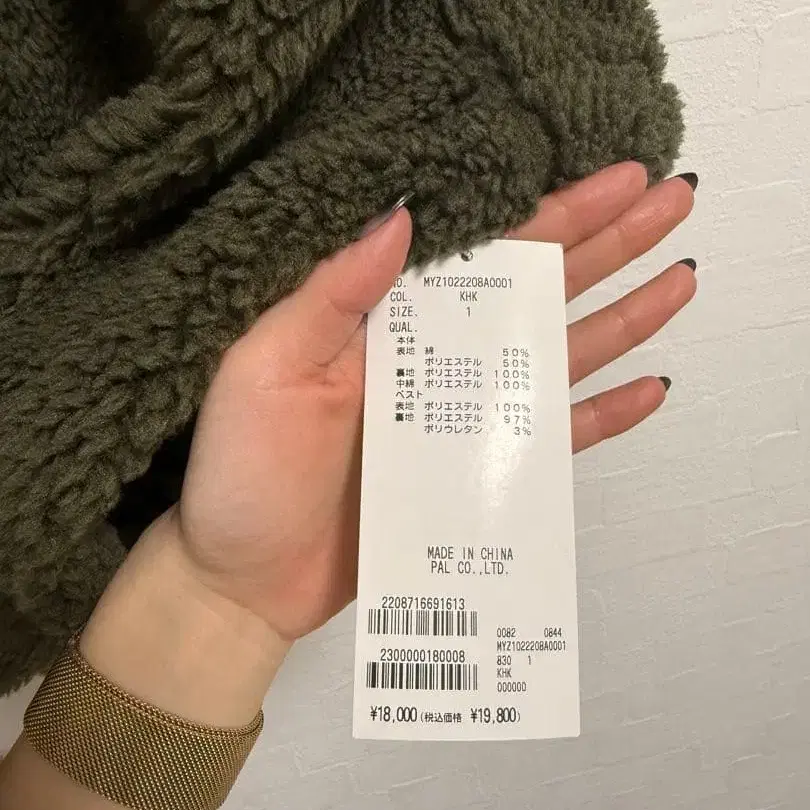 NO. MYZ1022208A0001
COL. KHK
SIZE. 1
QUAL.
本体
表地 綿 50%
ポリエステル 50%
裏地 ポリエステル 100%
中綿 ポリエステル 100%
ベスト
表地 ポリエステル 100%
裏地 ポリエステル 97%
ポリウレタン 3%
MADE IN CHINA
PAL CO.,LTD.
2208716691613
2300000180008
0082 0844
MYZ1022208A0001
830 1
KHK
000000
¥18,000(税込価格 ¥19,800)